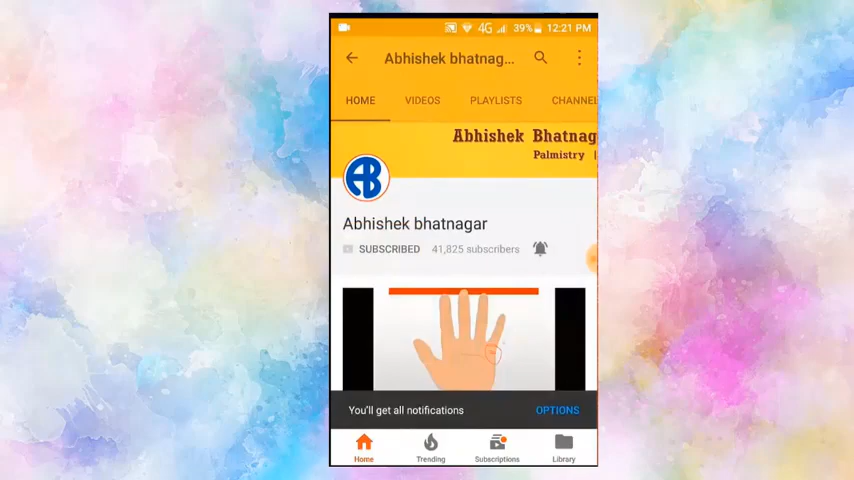 4G 39% 12:21 PM
Abhishek bhatnag...
HOME VIDEOS PLAYLISTS CHANNEL
Abhishek Bhatnag
Palmistry |
AB
Abhishek bhatnagar
SUBSCRIBED 41,825 subscribers
You'll get all notifications OPTIONS
Home Trending Subscriptions Library